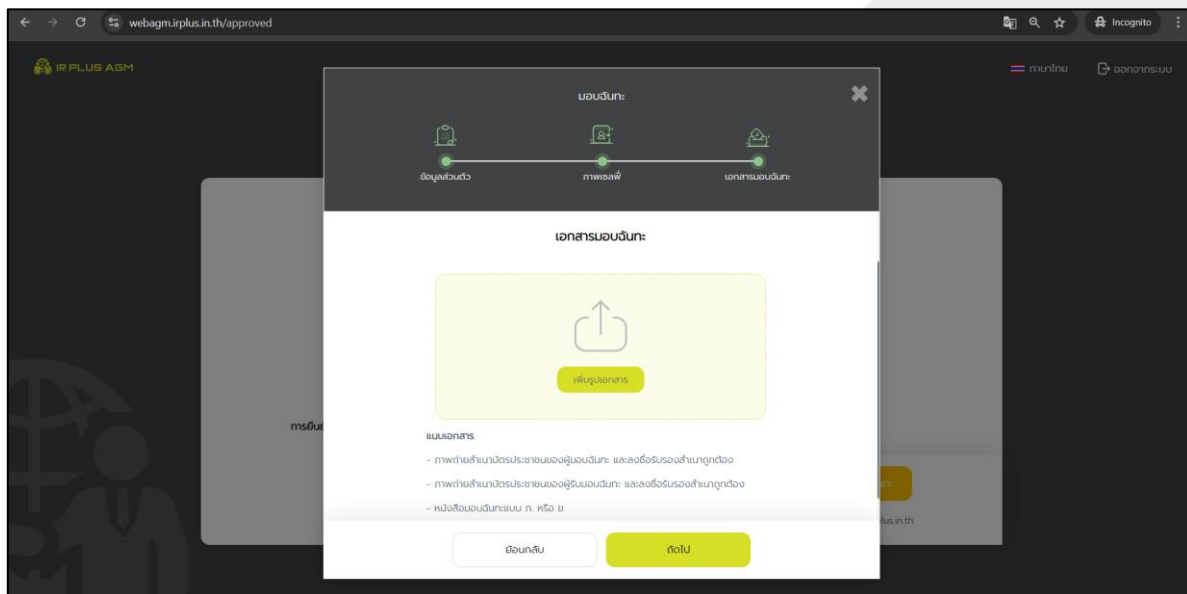 webagm.irplus.in.th/approved
Incognito
IR PLUS AGM
ภาษาไทย
ออกจากระบบ
มอบฉันทะ
ข้อมูลส่วนตัว
ภาพเซลฟี่
เอกสารมอบฉันทะ
เอกสารมอบฉันทะ
เพิ่มรูปเอกสาร
แนบเอกสาร
- ภาพถ่ายสำเนาบัตรประชาชนของผู้มอบฉันทะ และลงชื่อรับรองสำเนาถูกต้อง
- ภาพถ่ายสำเนาบัตรประชาชนของผู้รับมอบฉันทะ และลงชื่อรับรองสำเนาถูกต้อง
- หนังสือมอบฉันทะแบบ ก. หรือ ข.
ย้อนกลับ
ถัดไป